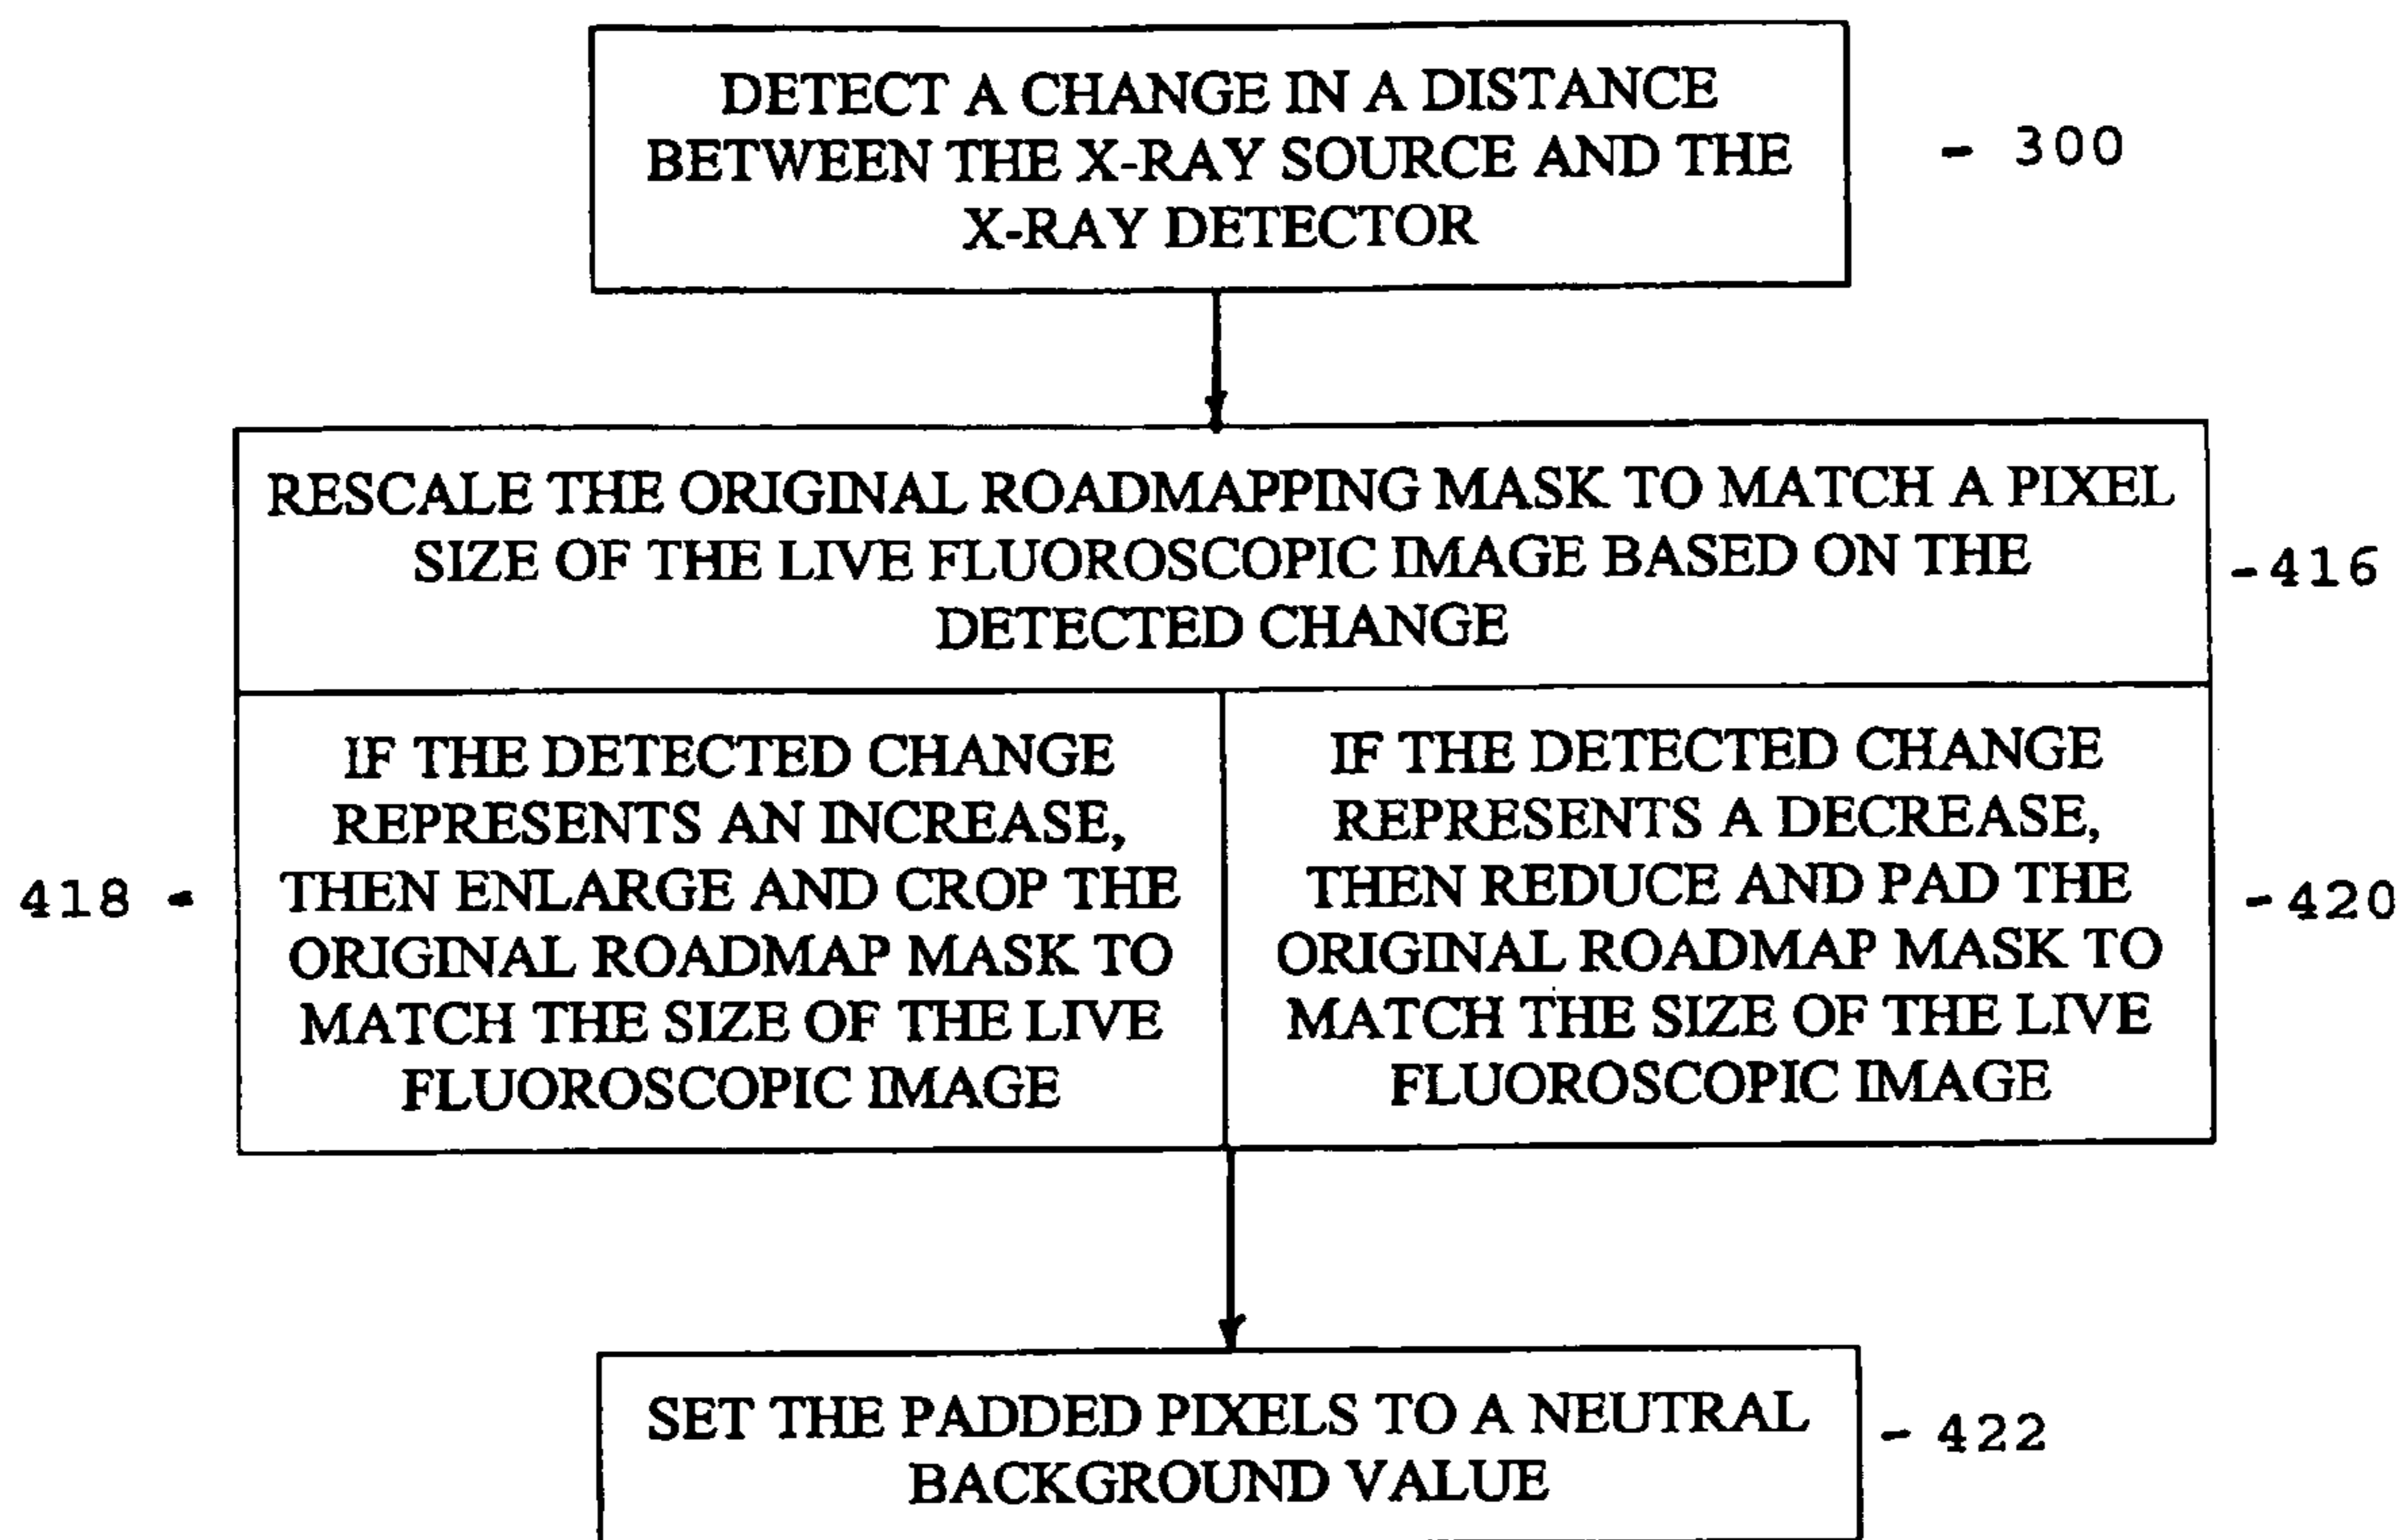 DETECT A CHANGE IN A DISTANCE
BETWEEN THE X-RAY SOURCE AND THE
X-RAY DETECTOR
- 300
RESCALE THE ORIGINAL ROADMAPPING MASK TO MATCH A PIXEL
SIZE OF THE LIVE FLUOROSCOPIC IMAGE BASED ON THE
DETECTED CHANGE
-416
418 -
IF THE DETECTED CHANGE
REPRESENTS AN INCREASE,
THEN ENLARGE AND CROP THE
ORIGINAL ROADMAP MASK TO
MATCH THE SIZE OF THE LIVE
FLUOROSCOPIC IMAGE
IF THE DETECTED CHANGE
REPRESENTS A DECREASE,
THEN REDUCE AND PAD THE
ORIGINAL ROADMAP MASK TO
MATCH THE SIZE OF THE LIVE
FLUOROSCOPIC IMAGE
-420
SET THE PADDED PIXELS TO A NEUTRAL
BACKGROUND VALUE
- 422